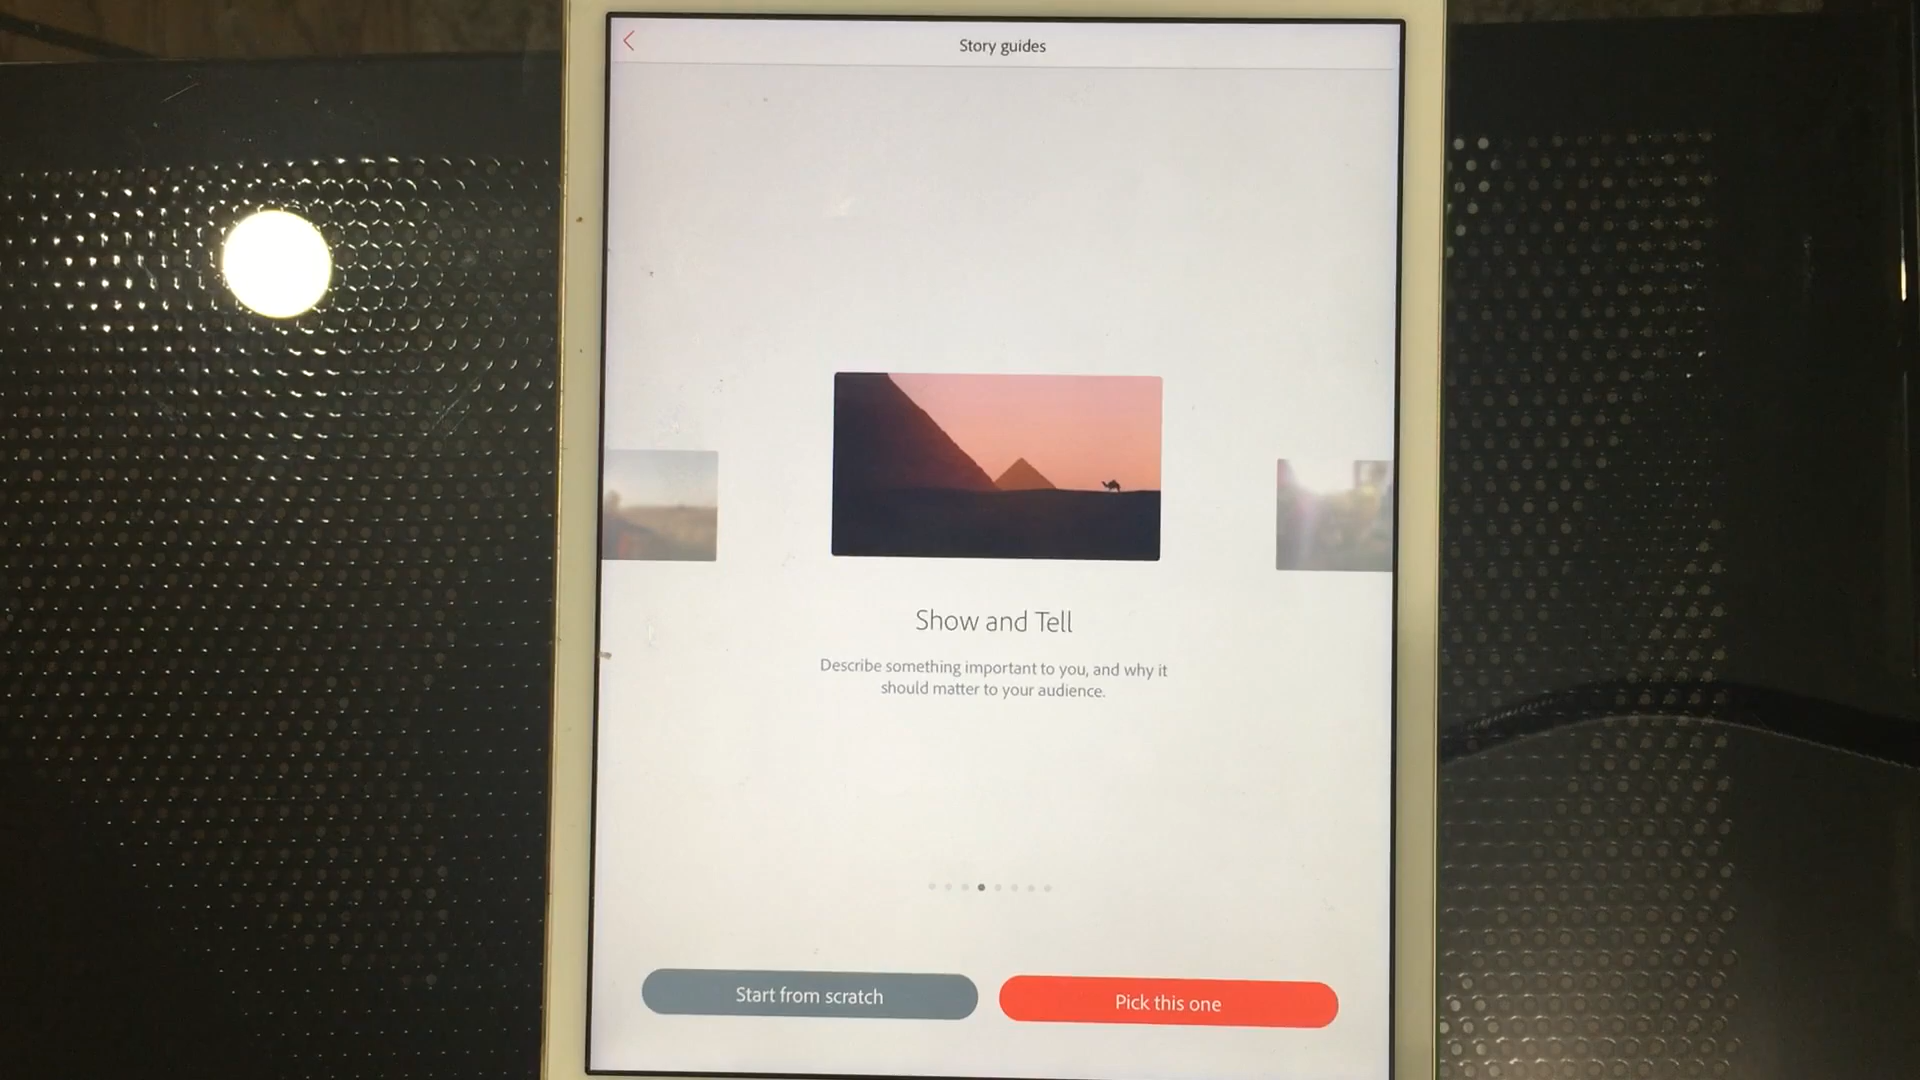 Story guides
Show and Tell
Describe something important to you, and why it
should matter to your audience.
Start from scratch
Pick this one